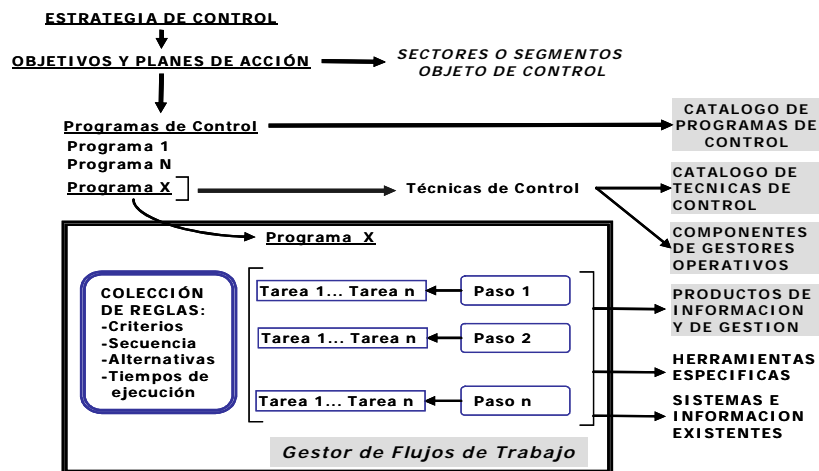 ESTRATEGIA DE CONTROL
OBJETIVOS Y PLANES DE ACCIÓN
SECTORES O SEGMENTOS
OBJETO DE CONTROL
Programas de Control
Programa 1
Programa N
Programa X
Técnicas de Control
CATALOGO DE
PROGRAMAS DE
CONTROL
CATALOGO DE
TECNICAS DE
CONTROL
COMPONENTES
DE GESTORES
OPERATIVOS
Programa X
COLECCIÓN
DE REGLAS:
-Criterios
-Secuencia
-Alternativas
-Tiempos de
ejecución
Tarea 1... Tarea n
Paso 1
Tarea 1... Tarea n
Paso 2
Tarea 1... Tarea n
Paso n
PRODUCTOS DE
INFORMACION
Y DE GESTION
HERRAMIENTAS
ESPECIFICAS
SISTEMAS E
INFORMACION
EXISTENTES
Gestor de Flujos de Trabajo